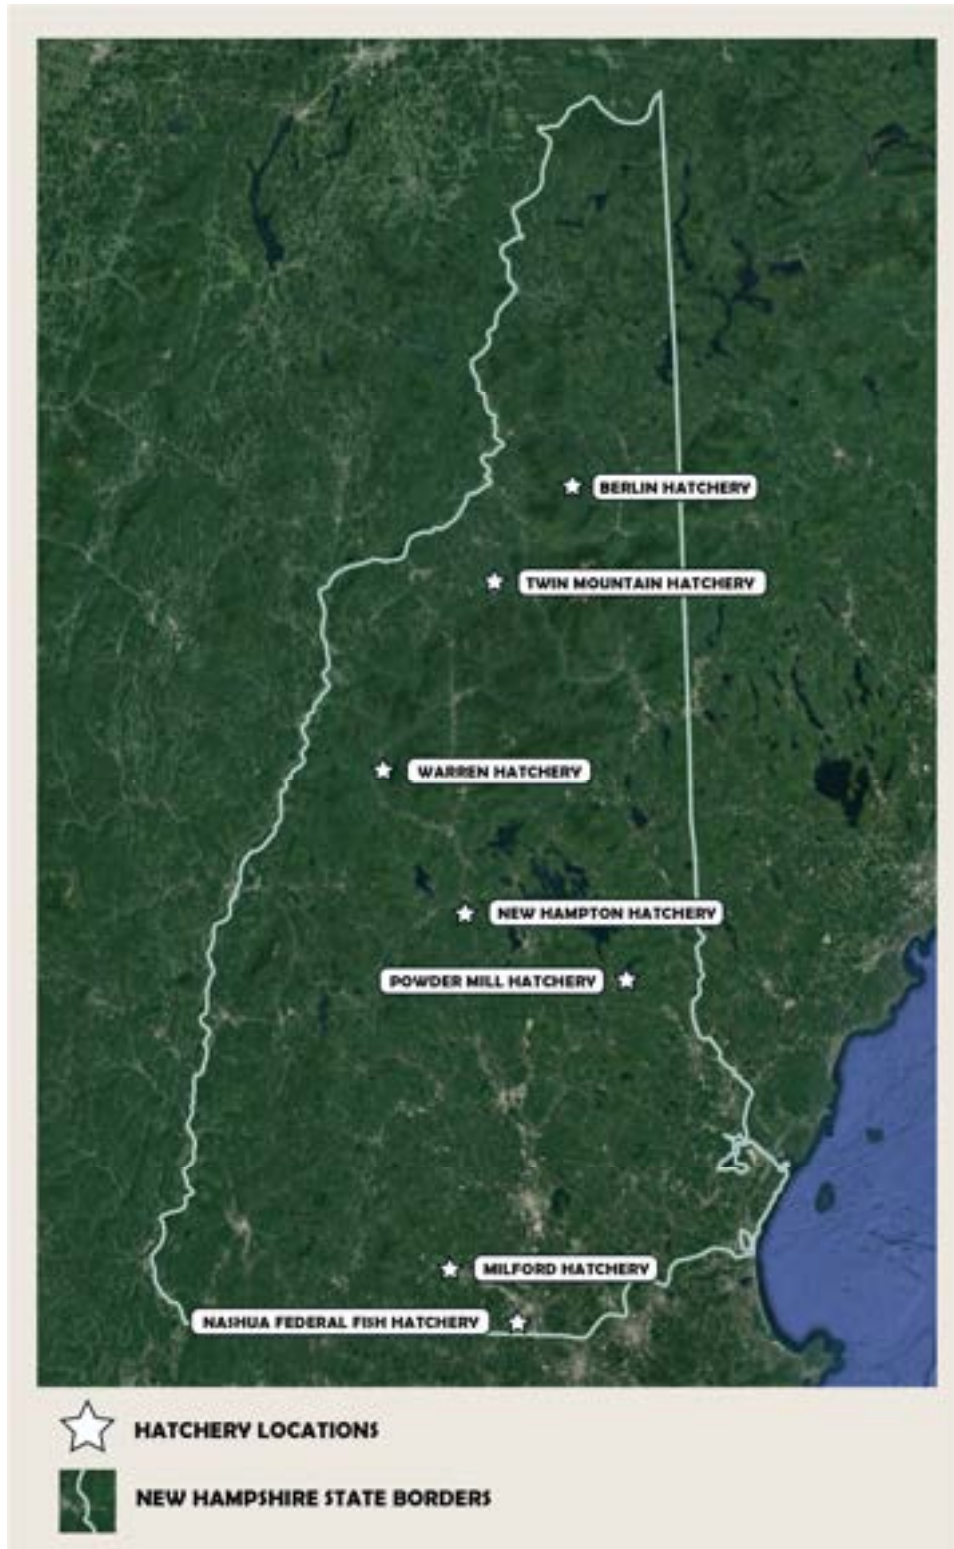 BERLIN HATCHERY
TWIN MOUNTAIN HATCHERY
WARREN HATCHERY
NEW HAMPTON HATCHERY
POWDER MILL HATCHERY
MILFORD HATCHERY
NASHUA FEDERAL FISH HATCHERY
HATCHERY LOCATIONS
NEW HAMPSHIRE STATE BORDERS